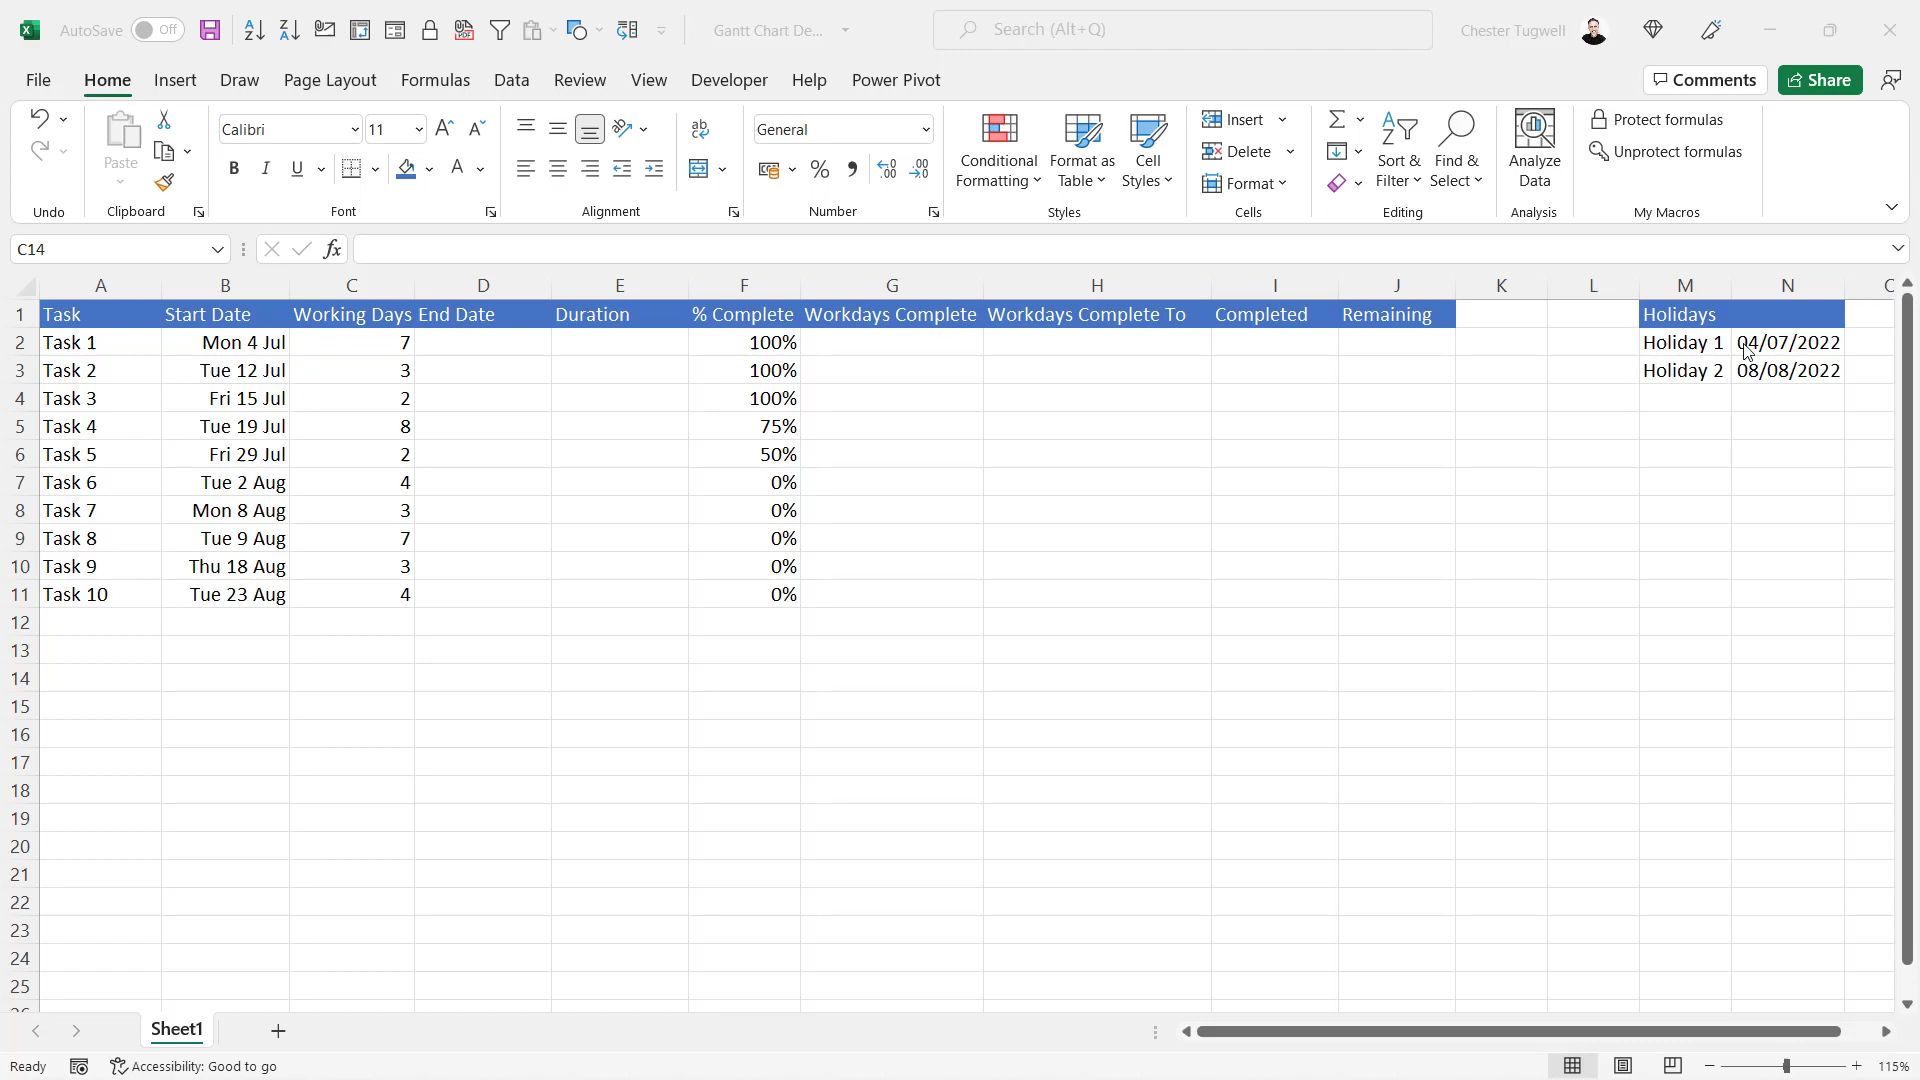 AutoSave Off Gantt Chart De... Search (Alt+Q) Chester Tugwell
File Home Insert Draw Page Layout Formulas Data Review View Developer Help Power Pivot Comments Share
Undo
Paste
Clipboard
Calibri 11
B I U A
Font
ab
Alignment
General
% .00
Number
Conditional Formatting
Format as Table
Cell Styles
Styles
Insert
Delete
Format
Cells
Sort & Filter
Find & Select
Editing
Analyze Data
Analysis
Protect formulas
Unprotect formulas
My Macros
C14 fx
A B C D E F G H I J K L M N
1 Task Start Date Working Days End Date Duration % Complete Workdays Complete Workdays Complete To Completed Remaining Holidays
2 Task 1 Mon 4 Jul 7 100% Holiday 1 04/07/2022
3 Task 2 Tue 12 Jul 3 100% Holiday 2 08/08/2022
4 Task 3 Fri 15 Jul 2 100%
5 Task 4 Tue 19 Jul 8 75%
6 Task 5 Fri 29 Jul 2 50%
7 Task 6 Tue 2 Aug 4 0%
8 Task 7 Mon 8 Aug 3 0%
9 Task 8 Tue 9 Aug 7 0%
10 Task 9 Thu 18 Aug 3 0%
11 Task 10 Tue 23 Aug 4 0%
12
13
14
15
16
17
18
19
20
21
22
23
24
25
Sheet1
Ready Accessibility: Good to go 115%